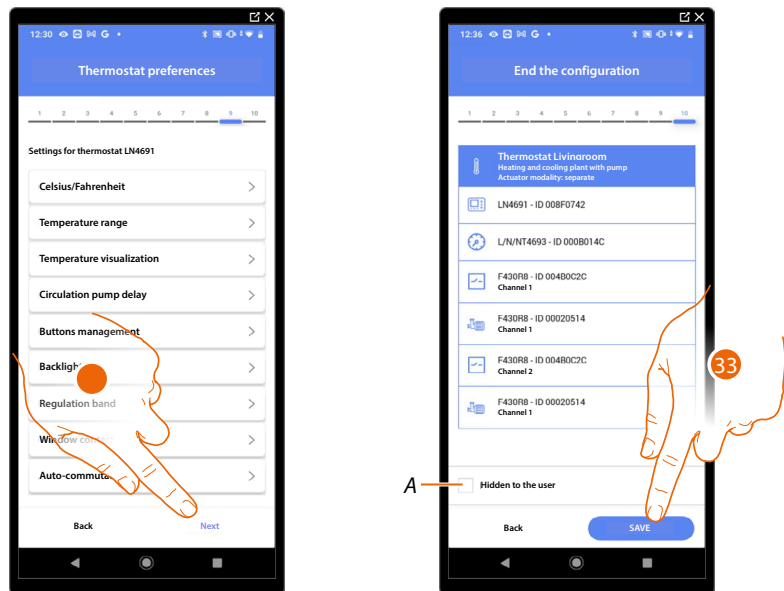 12:30
Thermostat preferences
1 2 3 4 5 6 7 8 9 10
Settings for thermostat LN4691
Celsius/Fahrenheit
Temperature range
Temperature visualization
Circulation pump delay
Buttons management
Backlight
Regulation band
Window
Auto-commuta
Back Next
12:36
End the configuration
1 2 3 4 5 6 7 8 9 10
Thermostat Livingroom
Heating and cooling plant with pump
Actuator modality: separate
LN4691 - ID 008F0742
L/N/NT4693 - ID 000B014C
F430R8 - ID 004B0C2C
Channel 1
F430R8 - ID 00020514
Channel 1
F430R8 - ID 004B0C2C
Channel 2
F430R8 - ID 00020514
Channel 1
33
A
Hidden to the user
Back SAVE